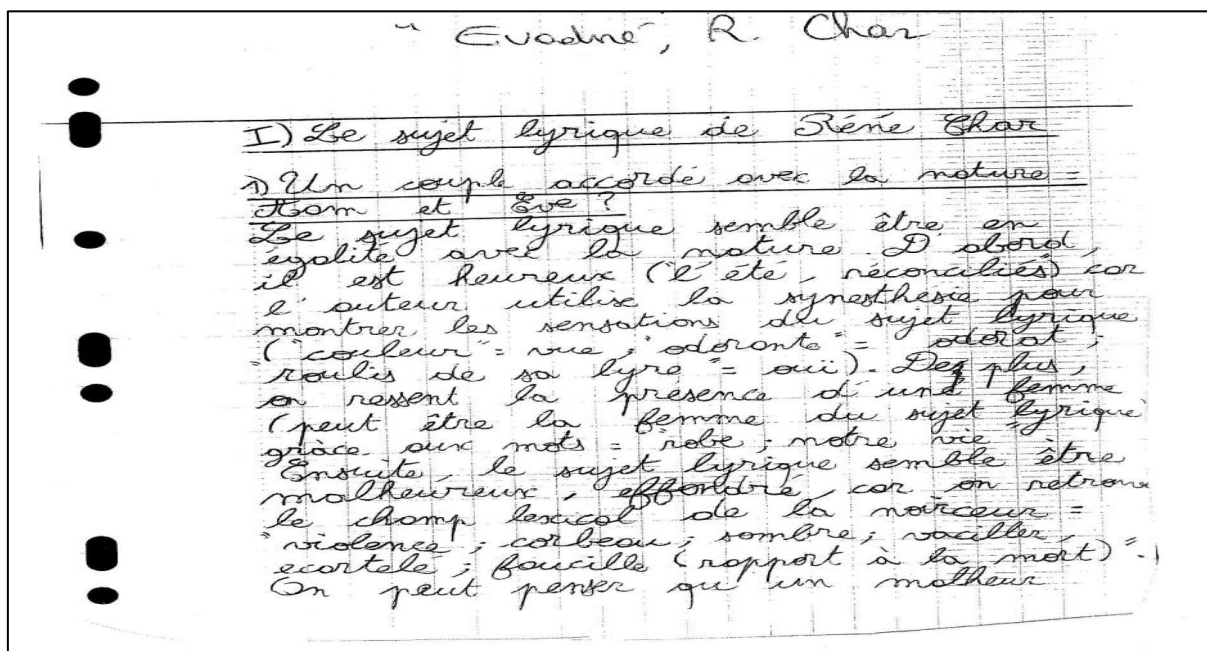 " Evadné", R. Char
I) Le sujet lyrique de René Char
1) Un couple accordé avec la nature =
Adam et Ève ?
Le sujet lyrique semble être en
égalité avec la nature. D'abord,
il est heureux ("l'été, réconciliés) car
l'auteur utilise la synesthésie pour
montrer les sensations du sujet lyrique
("couleur" = vue ; "odorante" = odorat ;
"roulis de sa lyre" = ouï). De plus,
on ressent la présence d'une femme
(peut être la femme du sujet lyrique
grâce aux mots = "robe ; notre vie"
Ensuite, le sujet lyrique semble être
malheureux, effondré, car on retrouve
le champ lexical de la noirceur =
"violence ; corbeau ; sombre ; vaciller,
ecartele ; faucille (rapport à la mort)".
On peut penser qu'un malheur